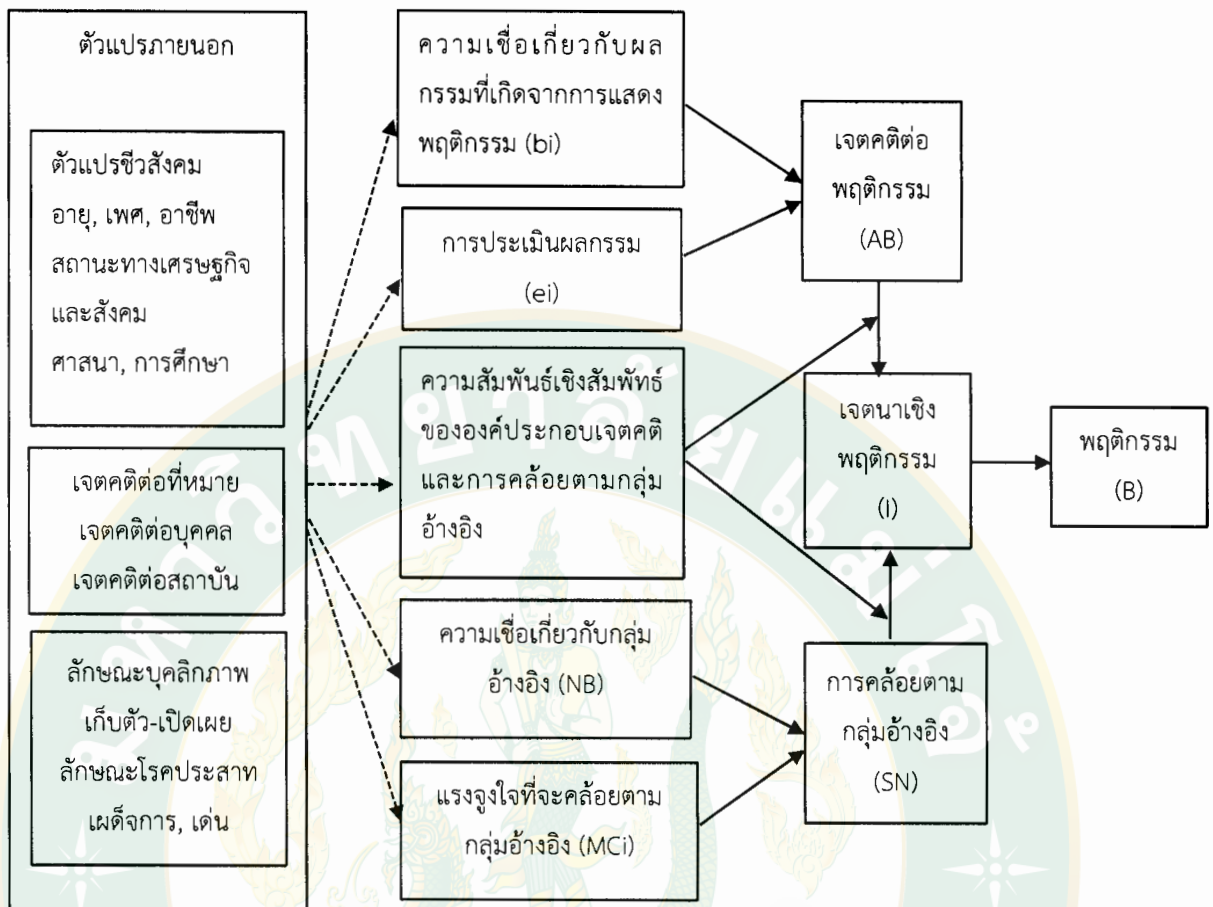 ตัวแปรภายนอก
ตัวแปรชีวสังคม
อายุ, เพศ, อาชีพ
สถานะทางเศรษฐกิจ
และสังคม
ศาสนา, การศึกษา
เจตคติต่อที่หมาย
เจตคติต่อบุคคล
เจตคติต่อสถาบัน
ลักษณะบุคลิกภาพ
เก็บตัว-เปิดเผย
ลักษณะโรคประสาท
เผด็จการ, เด่น
ความเชื่อเกี่ยวกับผล
กรรมที่เกิดจากการแสดง
พฤติกรรม (bi)
การประเมินผลกรรม
(ei)
ความสัมพันธ์เชิงสัมพัทธ์
ขององค์ประกอบเจตคติ
และการคล้อยตามกลุ่ม
อ้างอิง
ความเชื่อเกี่ยวกับกลุ่ม
อ้างอิง (NB)
แรงจูงใจที่จะคล้อยตาม
กลุ่มอ้างอิง (MCi)
เจตคติต่อ
พฤติกรรม
(AB)
เจตนาเชิง
พฤติกรรม
(I)
การคล้อยตาม
กลุ่มอ้างอิง
(SN)
พฤติกรรม
(B)
มหาวิทยาลัยแม่โจ้